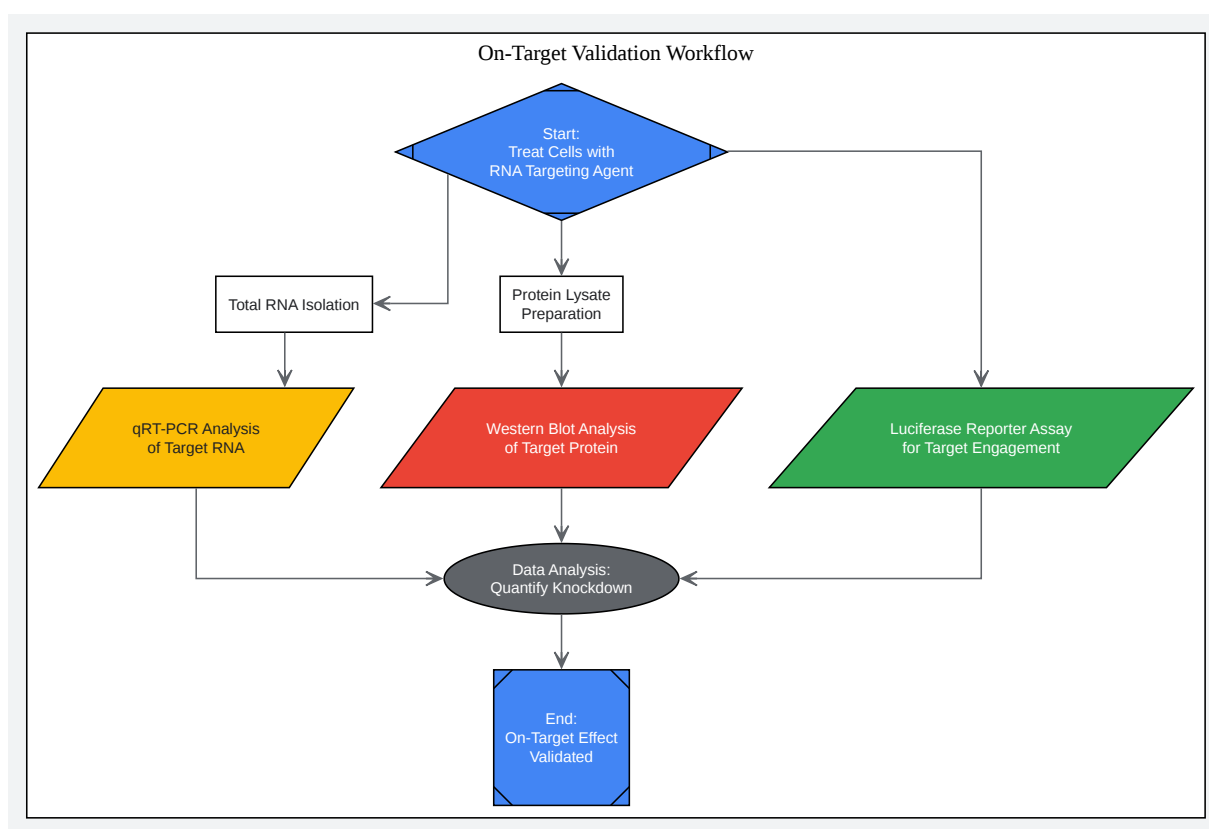 On-Target Validation Workflow
Start:
Treat Cells with
RNA Targeting Agent
Total RNA Isolation
Protein Lysate
Preparation
qRT-PCR Analysis
of Target RNA
Western Blot Analysis
of Target Protein
Luciferase Reporter Assay
for Target Engagement
Data Analysis:
Quantify Knockdown
End:
On-Target Effect
Validated